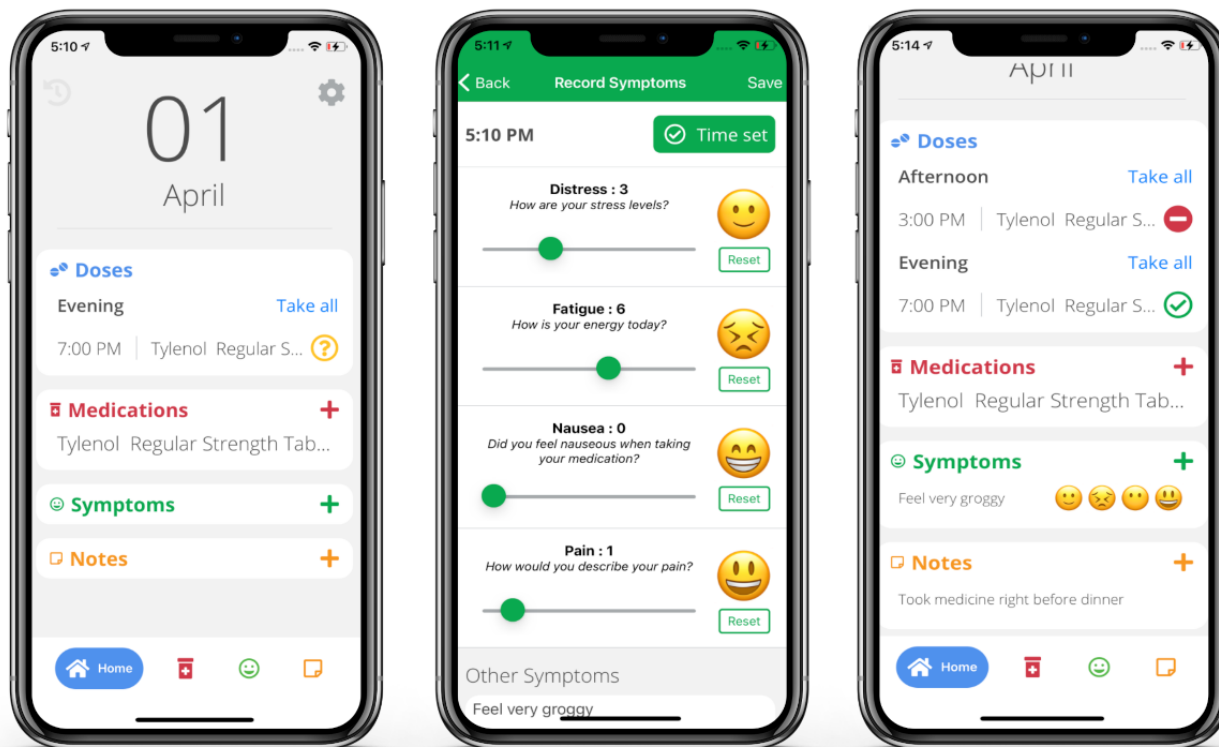 5:10
01
April
Doses
Evening Take all
7:00 PM Tylenol Regular S... ?
Medications +
Tylenol Regular Strength Tab...
Symptoms +
Notes +
Home
5:11
Back Record Symptoms Save
5:10 PM Time set
Distress : 3
How are your stress levels?
Reset
Fatigue : 6
How is your energy today?
Reset
Nausea : 0
Did you feel nauseous when taking
your medication?
Reset
Pain : 1
How would you describe your pain?
Reset
Other Symptoms
Feel very groggy
5:14
April
Doses
Afternoon Take all
3:00 PM Tylenol Regular S...
Evening Take all
7:00 PM Tylenol Regular S...
Medications +
Tylenol Regular Strength Tab...
Symptoms +
Feel very groggy
Notes +
Took medicine right before dinner
Home